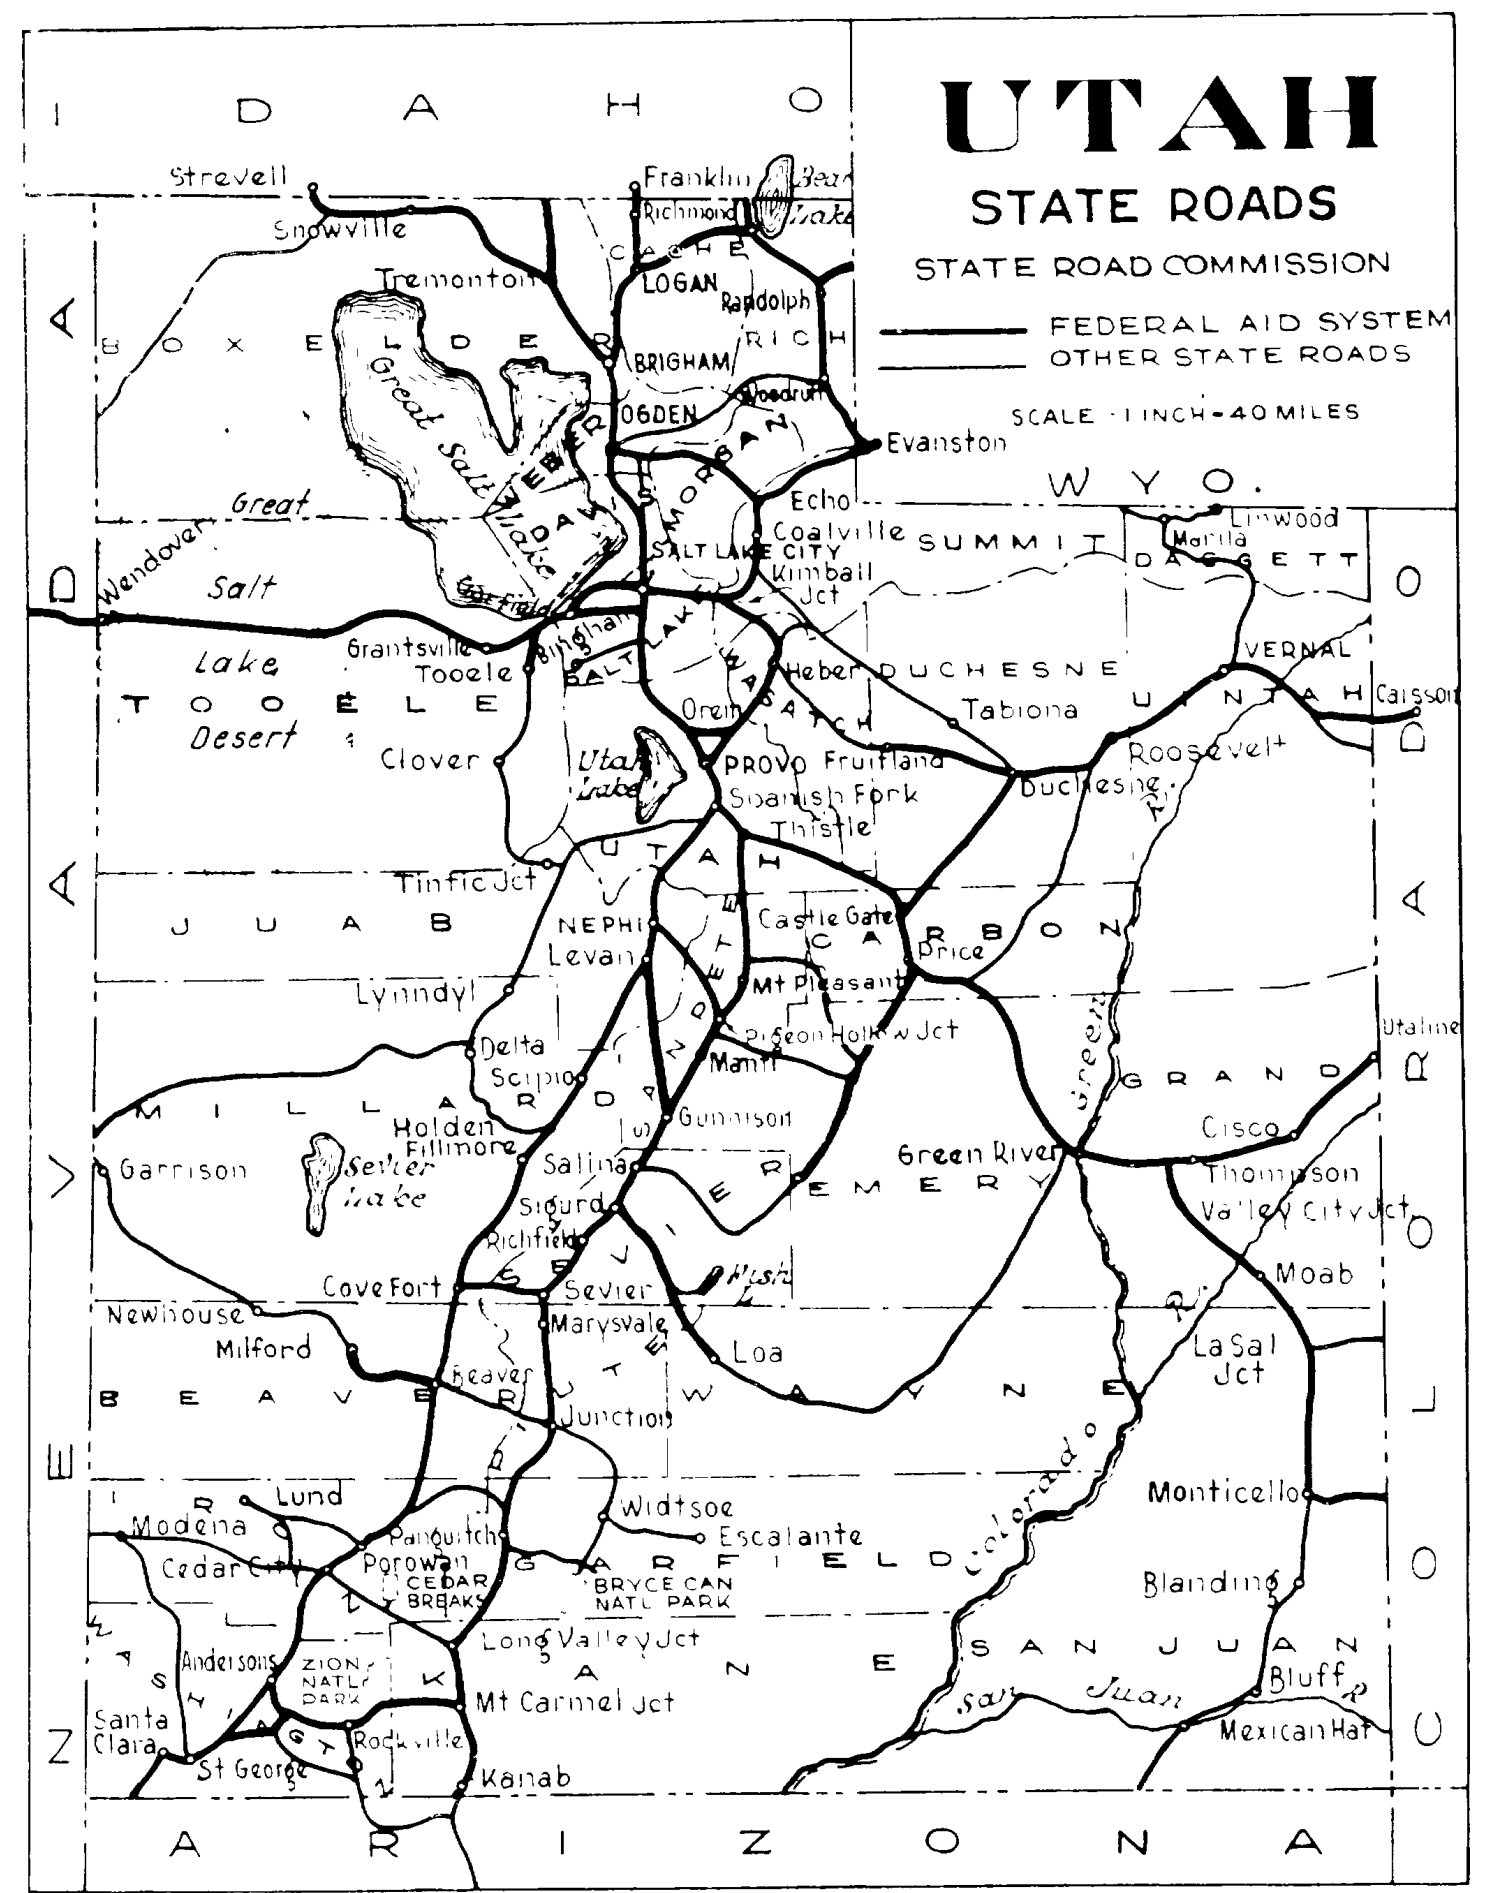 UTAH
STATE ROADS
STATE ROAD COMMISSION
FEDERAL AID SYSTEM
OTHER STATE ROADS
SCALE - 1 INCH = 40 MILES
IDAHO
WYO.
COLORADO
ARIZONA
NEVADA
Strevell
Snowville
Franklin
Richmond
Bear
Lake
CACHE
Tremonton
LOGAN
Randolph
BOX ELDER
RICH
BRIGHAM
Great Salt Lake
Woodruff
OGDEN
WEBER
MORGAN
Evanston
DAVIS
Echo
Coalville
SUMMIT
Linwood
Manila
DAGGETT
Great
Salt
Lake
Desert
Wendover
SALT LAKE CITY
Kimball
Jct
Garfield
Bingham
SALT LAKE
Grantsville
Tooele
TOOELE
WASATCH
Heber
DUCHESNE
VERNAL
UINTAH
Caisson
Orem
Tabiona
Clover
Utah
Lake
PROVO
Fruitland
Roosevelt
Duchesne
R.
Spanish Fork
Thistle
UTAH
Tintic Jct
JUAB
NEPHI
Levan
Castle Gate
CARBON
Price
SANPETE
Mt Pleasant
Lynndyl
Pigeon Hollow Jct
Manti
Delta
Scipio
MILLARD
Holden
Fillmore
Gunnison
Green
Utaline
GRAND
Cisco
Green River
Thompson
Valley City Jct.
Garrison
Sevier
Lake
Salina
Sigurd
Richfield
SEVIER
EMERY
Fish
L
Cove Fort
Sevier
Marysvale
Newhouse
Milford
Beaver
BEAVER
PIUTE
Loa
WAYNE
Moab
R.
La Sal
Jct
Junction
Colorado
Monticello
IRON
Lund
Modena
Widtsoe
Escalante
Panguitch
Cedar City
Parowan
GARFIELD
CEDAR
BREAKS
BRYCE CAN
NATL PARK
Blanding
Long Valley Jct
SAN JUAN
WASHINGTON
Andersons
ZION
NATL
PARK
KANE
Mt Carmel Jct
San Juan R
Bluff
Mexican Hat
Santa
Clara
St George
Rockville
Kanab